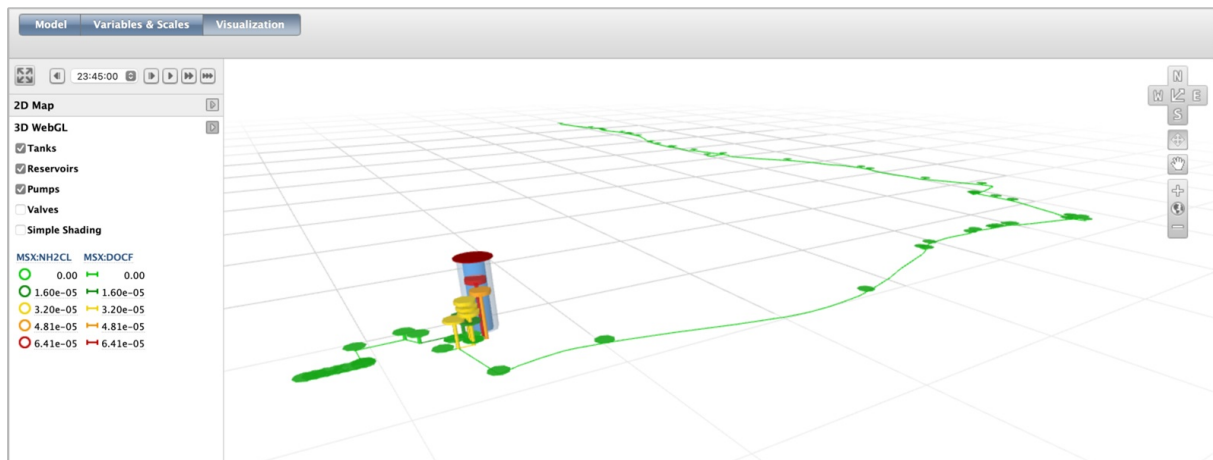 Model Variables & Scales Visualization
23:45:00
2D Map
3D WebGL
Tanks
Reservoirs
Pumps
Valves
Simple Shading
MSX:NH2CL MSX:DOCF
0.00 0.00
1.60e-05 1.60e-05
3.20e-05 3.20e-05
4.81e-05 4.81e-05
6.41e-05 6.41e-05
N
W E
S